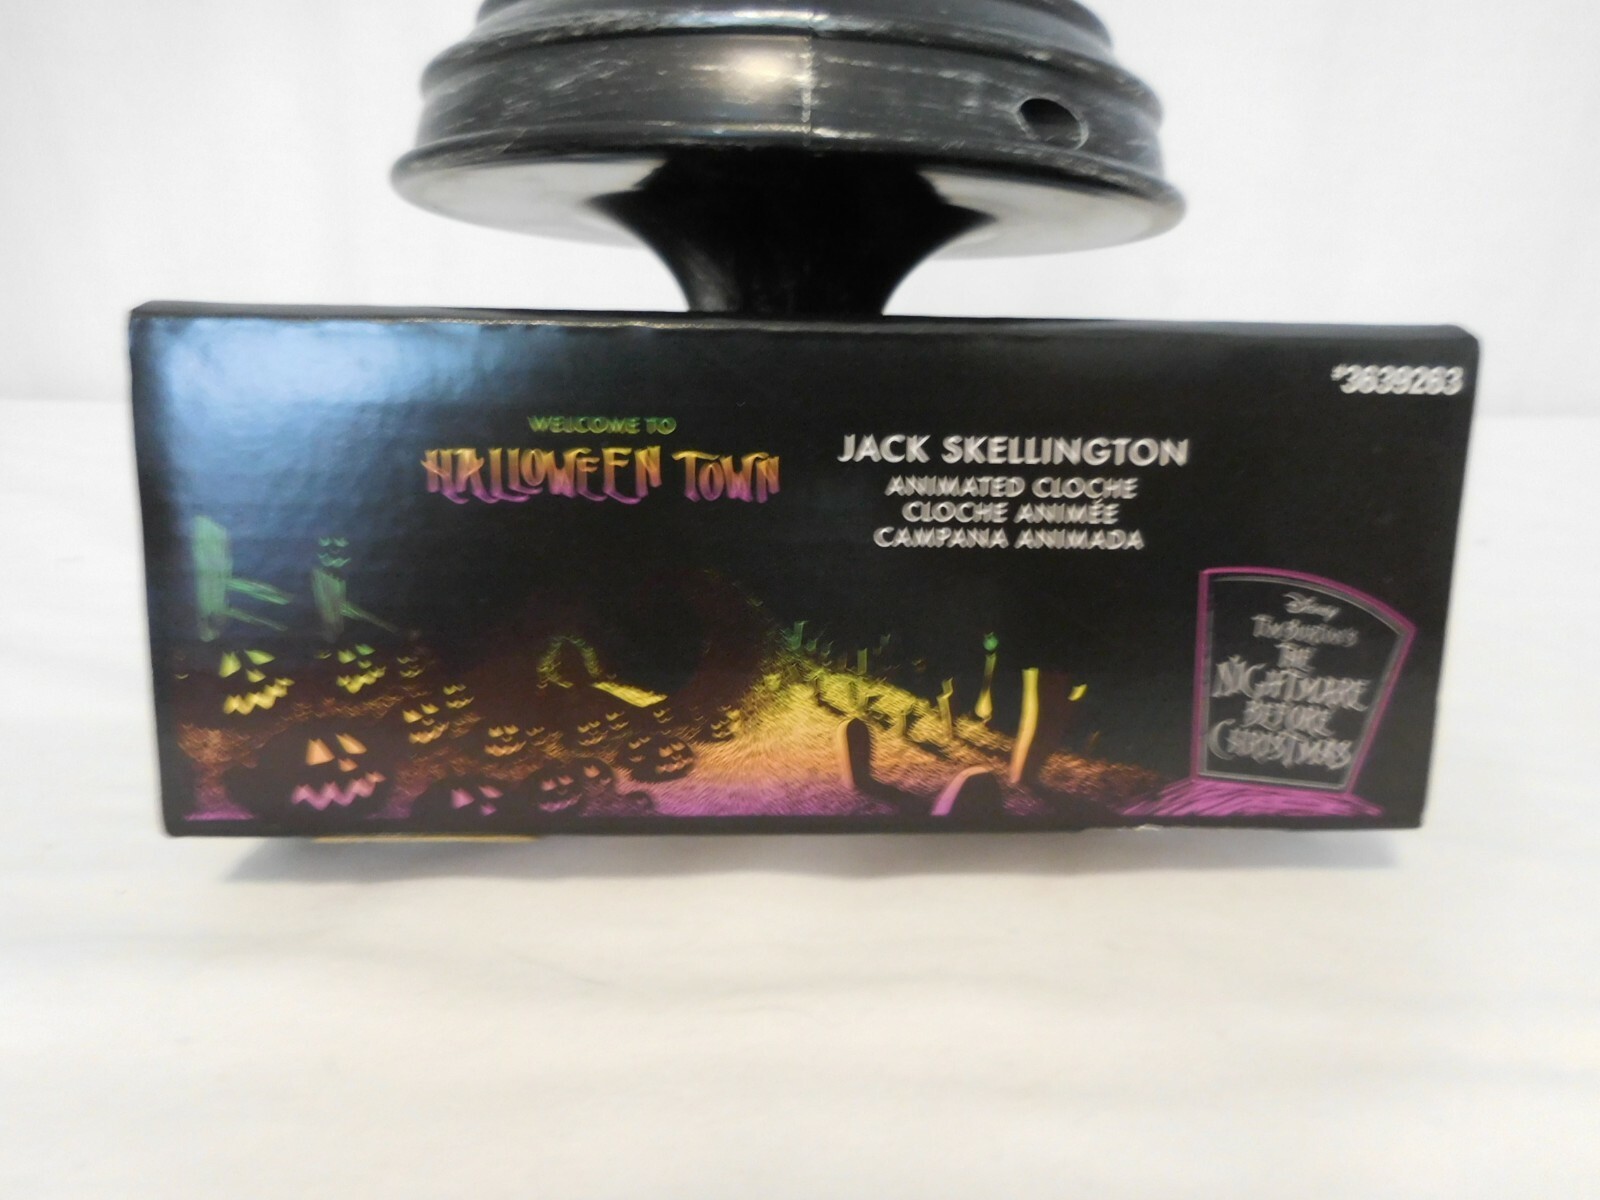 #3639263
WELCOME TO
HALLOWEEN TOWN
JACK SKELLINGTON
ANIMATED CLOCHE
CLOCHE ANIMÉE
CAMPANA ANIMADA
Disney
Tim Burton's
THE
NIGHTMARE
BEFORE
CHRISTMAS